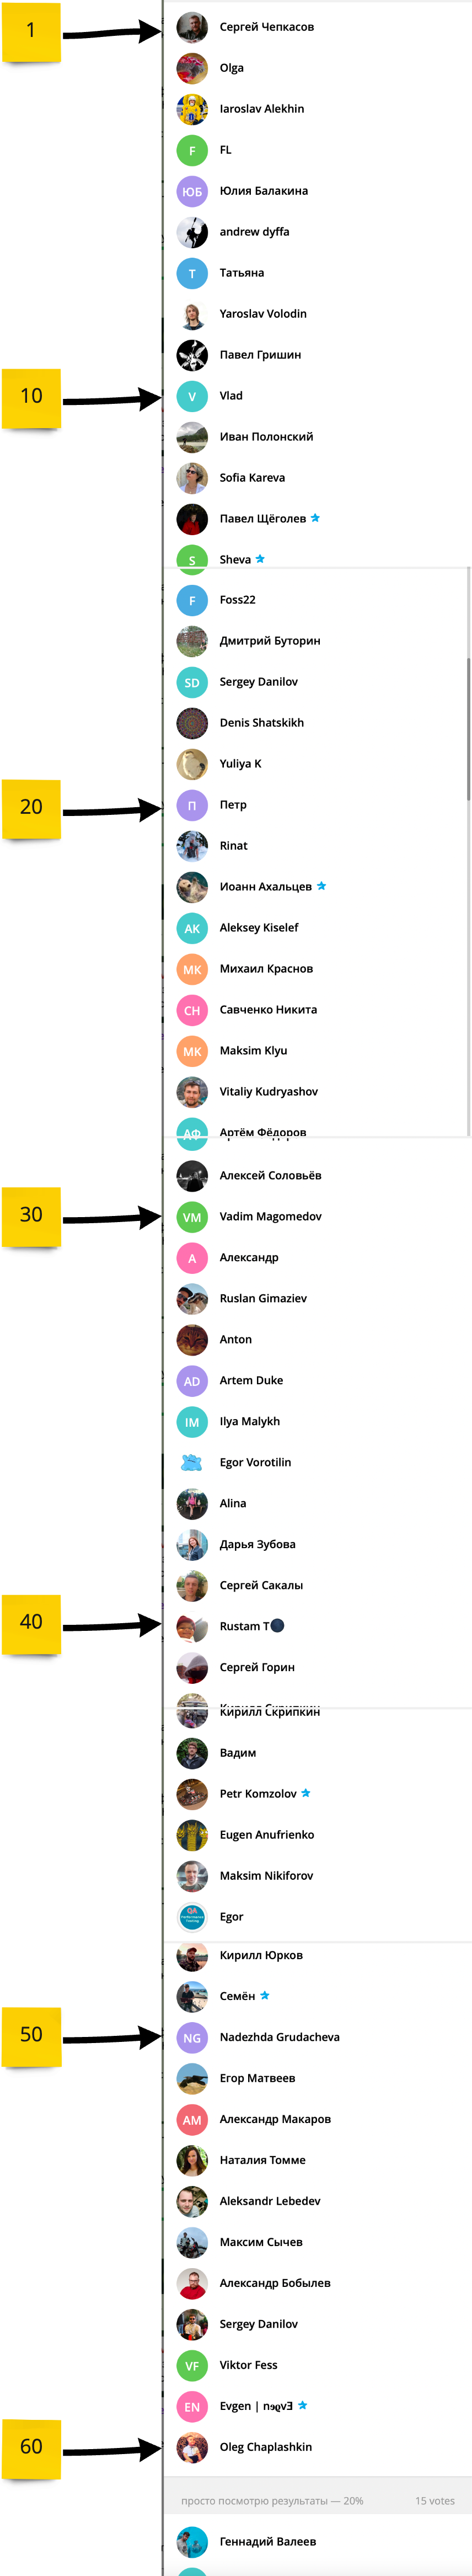 1
Сергей Чепкасов
Olga
Iaroslav Alekhin
F
FL
ЮБ
Юлия Балакина
andrew dyffa
T
Татьяна
Yaroslav Volodin
Павел Гришин
10
V
Vlad
Иван Полонский
Sofia Kareva
Павел Щёголев
S
Sheva
F
Foss22
Дмитрий Буторин
SD
Sergey Danilov
Denis Shatskikh
Yuliya K
20
П
Петр
Rinat
Иоанн Ахальцев
AK
Aleksey Kiselef
МК
Михаил Краснов
СН
Савченко Никита
MK
Maksim Klyu
Vitaliy Kudryashov
АФ
Артём Фёдоров
Алексей Соловьёв
30
VM
Vadim Magomedov
А
Александр
Ruslan Gimaziev
Anton
AD
Artem Duke
IM
Ilya Malykh
Egor Vorotilin
Alina
Дарья Зубова
Сергей Сакалы
40
Rustam T
Сергей Горин
Кирилл Скрипкин
Вадим
Petr Komzolov
Eugen Anufrienko
Maksim Nikiforov
QA
Egor
Кирилл Юрков
Семён
50
NG
Nadezhda Grudacheva
Егор Матвеев
АМ
Александр Макаров
Наталия Томме
Aleksandr Lebedev
Максим Сычев
Александр Бобылев
Sergey Danilov
VF
Viktor Fess
EN
Evgen |
60
Oleg Chaplashkin
просто посмотрю результаты — 20% 15 votes
Геннадий Валеев